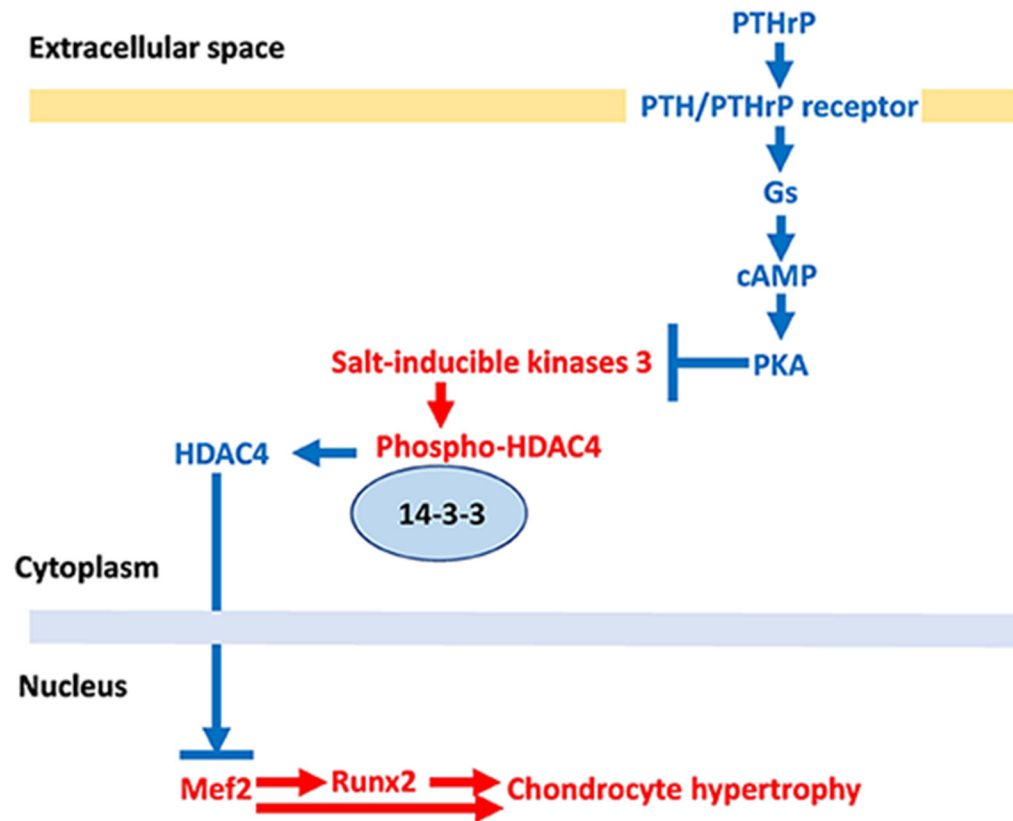 PTHrP
Extracellular space
PTH/PTHrP receptor
Gs
cAMP
Salt-inducible kinases 3
PKA
HDAC4
Phospho-HDAC4
14-3-3
Cytoplasm
Nucleus
Mef2
Runx2
Chondrocyte hypertrophy